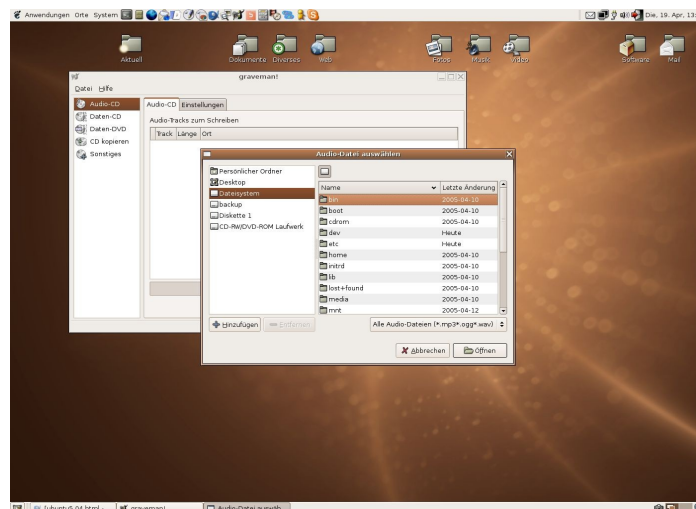 Anwendungen Orte System Die, 19. Apr, 13:
Aktuell Dokumente Diverses Web Fotos Musik Video Software Mail
graveman!
Datei Hilfe
Audio-CD
Daten-CD
Daten-DVD
CD kopieren
Sonstiges
Audio-CD Einstellungen
Audio-Tracks zum Schreiben
Track Länge Ort
Audio-Datei auswählen
Persönlicher Ordner
Desktop
Dateisystem
backup
Diskette 1
CD-RW/DVD-ROM Laufwerk
Name Letzte Änderung
bin 2005-04-10
boot 2005-04-10
cdrom 2005-04-10
dev Heute
etc Heute
home 2005-04-10
initrd 2005-04-10
lib 2005-04-10
lost+found 2005-04-10
media 2005-04-10
mnt 2005-04-12
Hinzufügen Entfernen
Alle Audio-Dateien (*.mp3*.ogg*.wav)
Abbrechen Öffnen
[ubuntu5.04.html - graveman! Audio-Datei auswäh